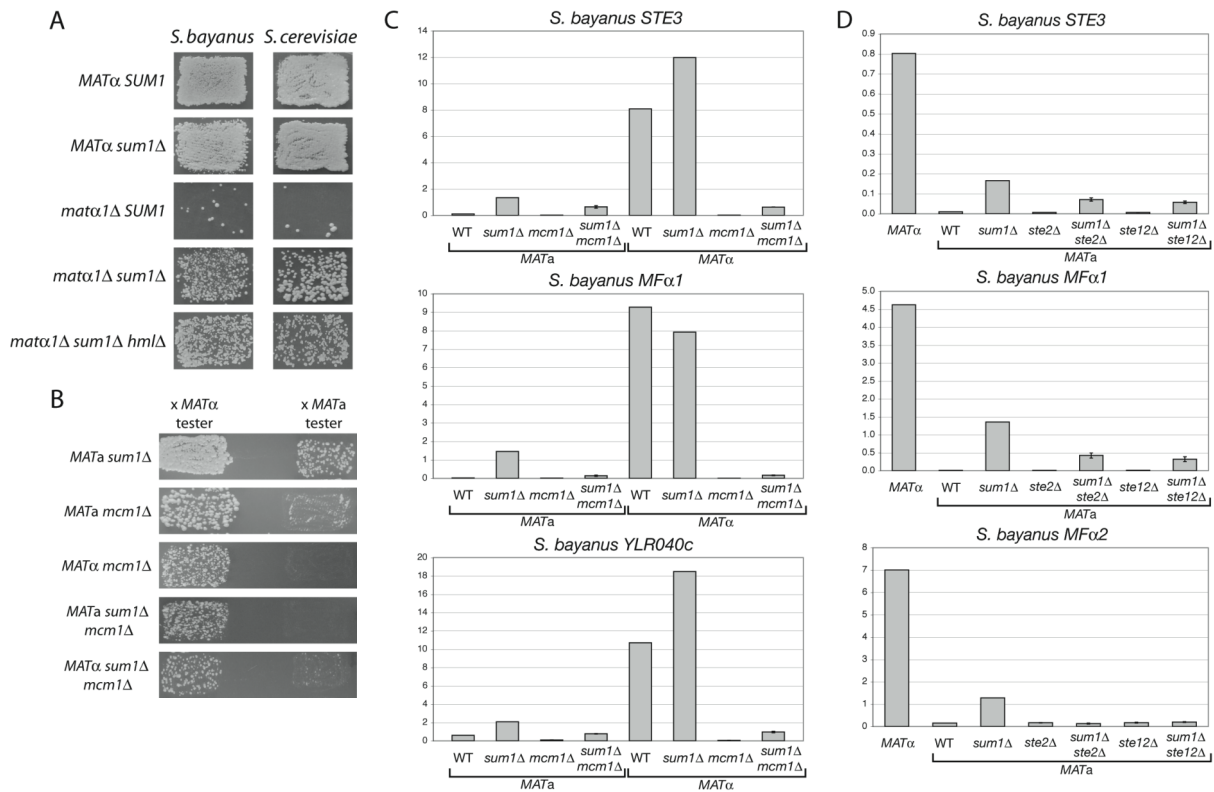 A
S. bayanus S. cerevisiae
MATα SUM1
MATα sum1Δ
matα1Δ SUM1
matα1Δ sum1Δ
matα1Δ sum1Δ hmlΔ
B
x MATα tester
x MATa tester
MATa sum1Δ
MATa mcm1Δ
MATα mcm1Δ
MATa sum1Δ
mcm1Δ
MATα sum1Δ
mcm1Δ
C
S. bayanus STE3
14
12
10
8
6
4
2
0
WT sum1Δ mcm1Δ sum1Δ mcm1Δ WT sum1Δ mcm1Δ sum1Δ mcm1Δ
MATa MATα
S. bayanus MFα1
10
9
8
7
6
5
4
3
2
1
0
WT sum1Δ mcm1Δ sum1Δ mcm1Δ WT sum1Δ mcm1Δ sum1Δ mcm1Δ
MATa MATα
S. bayanus YLR040c
20
18
16
14
12
10
8
6
4
2
0
WT sum1Δ mcm1Δ sum1Δ mcm1Δ WT sum1Δ mcm1Δ sum1Δ mcm1Δ
MATa MATα
D
S. bayanus STE3
0.9
0.8
0.7
0.6
0.5
0.4
0.3
0.2
0.1
0.0
MATα WT sum1Δ ste2Δ sum1Δ ste2Δ ste12Δ sum1Δ ste12Δ
MATa
S. bayanus MFα1
5.0
4.5
4.0
3.5
3.0
2.5
2.0
1.5
1.0
0.5
0.0
MATα WT sum1Δ ste2Δ sum1Δ ste2Δ ste12Δ sum1Δ ste12Δ
MATa
S. bayanus MFα2
8
7
6
5
4
3
2
1
0
MATα WT sum1Δ ste2Δ sum1Δ ste2Δ ste12Δ sum1Δ ste12Δ
MATa